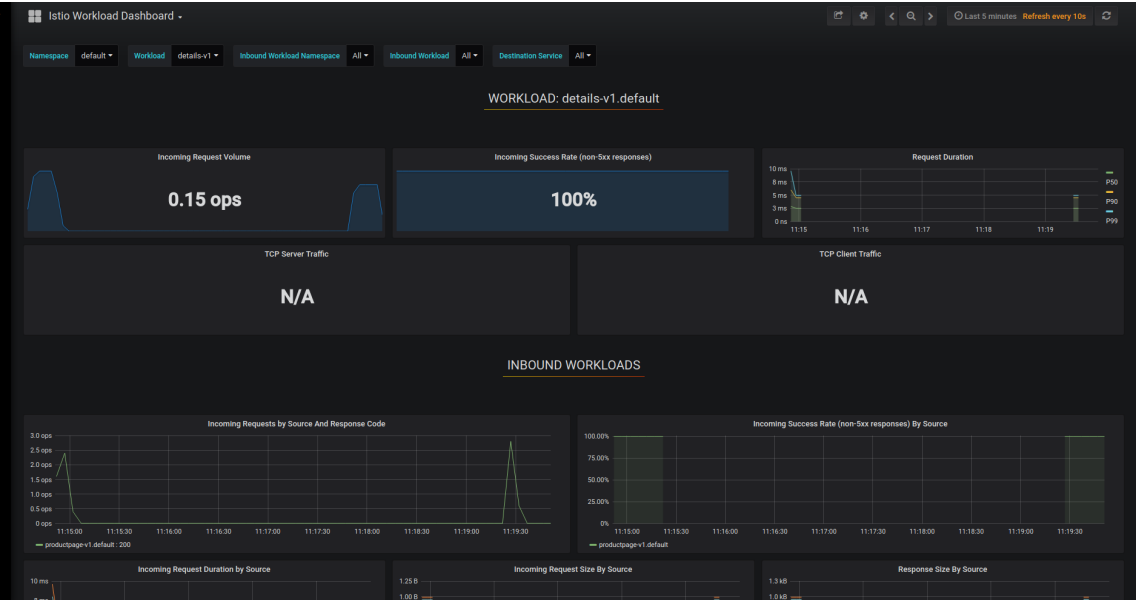 Istio Workload Dashboard
Last 5 minutes Refresh every 10s
Namespace default Workload details-v1 Inbound Workload Namespace All Inbound Workload All Destination Service All
WORKLOAD: details-v1.default
Incoming Request Volume
0.15 ops
Incoming Success Rate (non-5xx responses)
100%
Request Duration
10 ms
8 ms
5 ms
3 ms
0 ns
11:15 11:16 11:17 11:18 11:19
P50
P90
P99
TCP Server Traffic
N/A
TCP Client Traffic
N/A
INBOUND WORKLOADS
Incoming Requests by Source And Response Code
3.0 ops
2.5 ops
2.0 ops
1.5 ops
1.0 ops
0.5 ops
0 ops
11:15:00 11:15:30 11:16:00 11:16:30 11:17:00 11:17:30 11:18:00 11:18:30 11:19:00 11:19:30
productpage-v1.default : 200
Incoming Success Rate (non-5xx responses) By Source
100.00%
75.00%
50.00%
25.00%
0%
11:15:00 11:15:30 11:16:00 11:16:30 11:17:00 11:17:30 11:18:00 11:18:30 11:19:00 11:19:30
productpage-v1.default
Incoming Request Duration by Source
10 ms
Incoming Request Size By Source
1.25 B
1.00 B
Response Size By Source
1.3 kB
1.0 kB